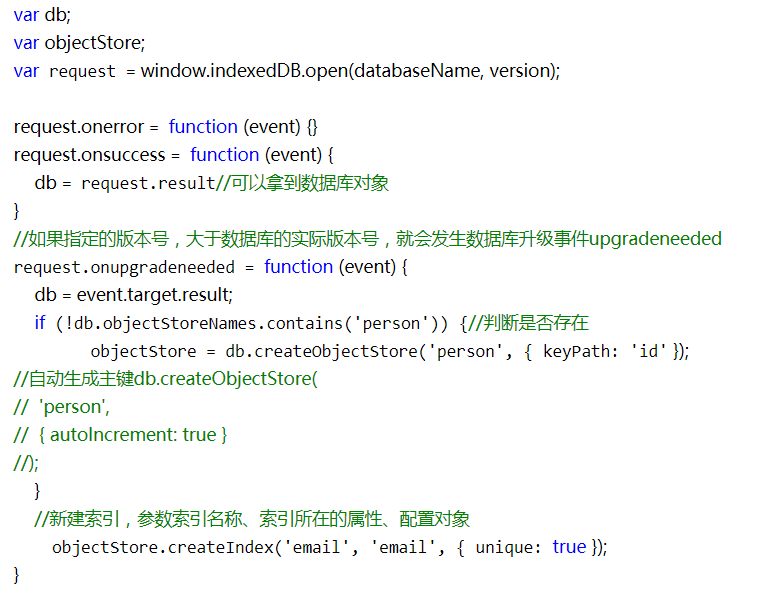 var db;
var objectStore;
var request = window.indexedDB.open(databaseName, version);
request.onerror = function (event) {}
request.onsuccess = function (event) {
db = request.result//可以拿到数据库对象
}
//如果指定的版本号，大于数据库的实际版本号，就会发生数据库升级事件upgradeneeded
request.onupgradeneeded = function (event) {
db = event.target.result;
if (!db.objectStoreNames.contains('person')) {//判断是否存在
objectStore = db.createObjectStore('person', { keyPath: 'id' });
//自动生成主键db.createObjectStore(
// 'person',
// { autoIncrement: true }
//);
}
//新建索引，参数索引名称、索引所在的属性、配置对象
objectStore.createIndex('email', 'email', { unique: true });
}